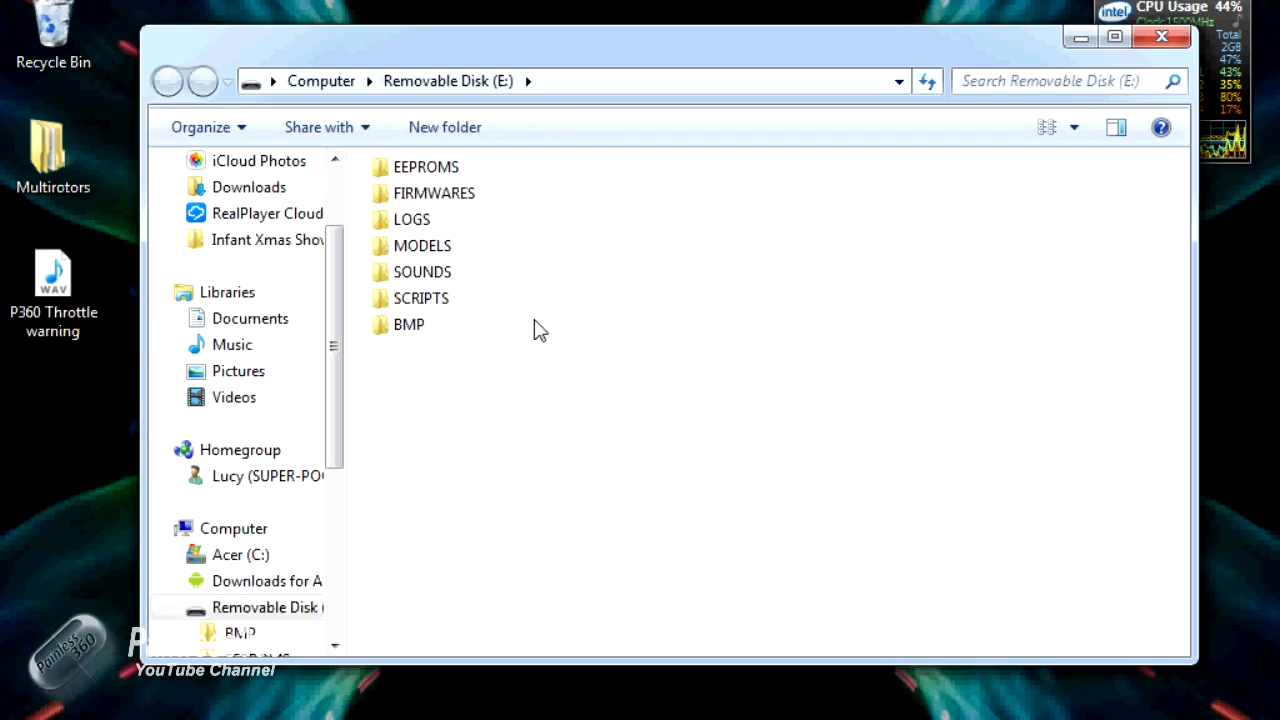 Recycle Bin
Multirotors
WAV
P360 Throttle
warning
intel
CPU Usage 44%
Clock:1500MHz
Total
2GB
47%
43%
35%
80%
17%
Computer
Removable Disk (E:)
Search Removable Disk (E:)
Organize
Share with
New folder
iCloud Photos
Downloads
RealPlayer Cloud
Infant Xmas Show
Libraries
Documents
Music
Pictures
Videos
Homegroup
Lucy (SUPER-PO
Computer
Acer (C:)
Downloads for A
Removable Disk (
BMP
EEPROMS
FIRMWARES
LOGS
MODELS
SOUNDS
SCRIPTS
BMP
Painless360
YouTube Channel